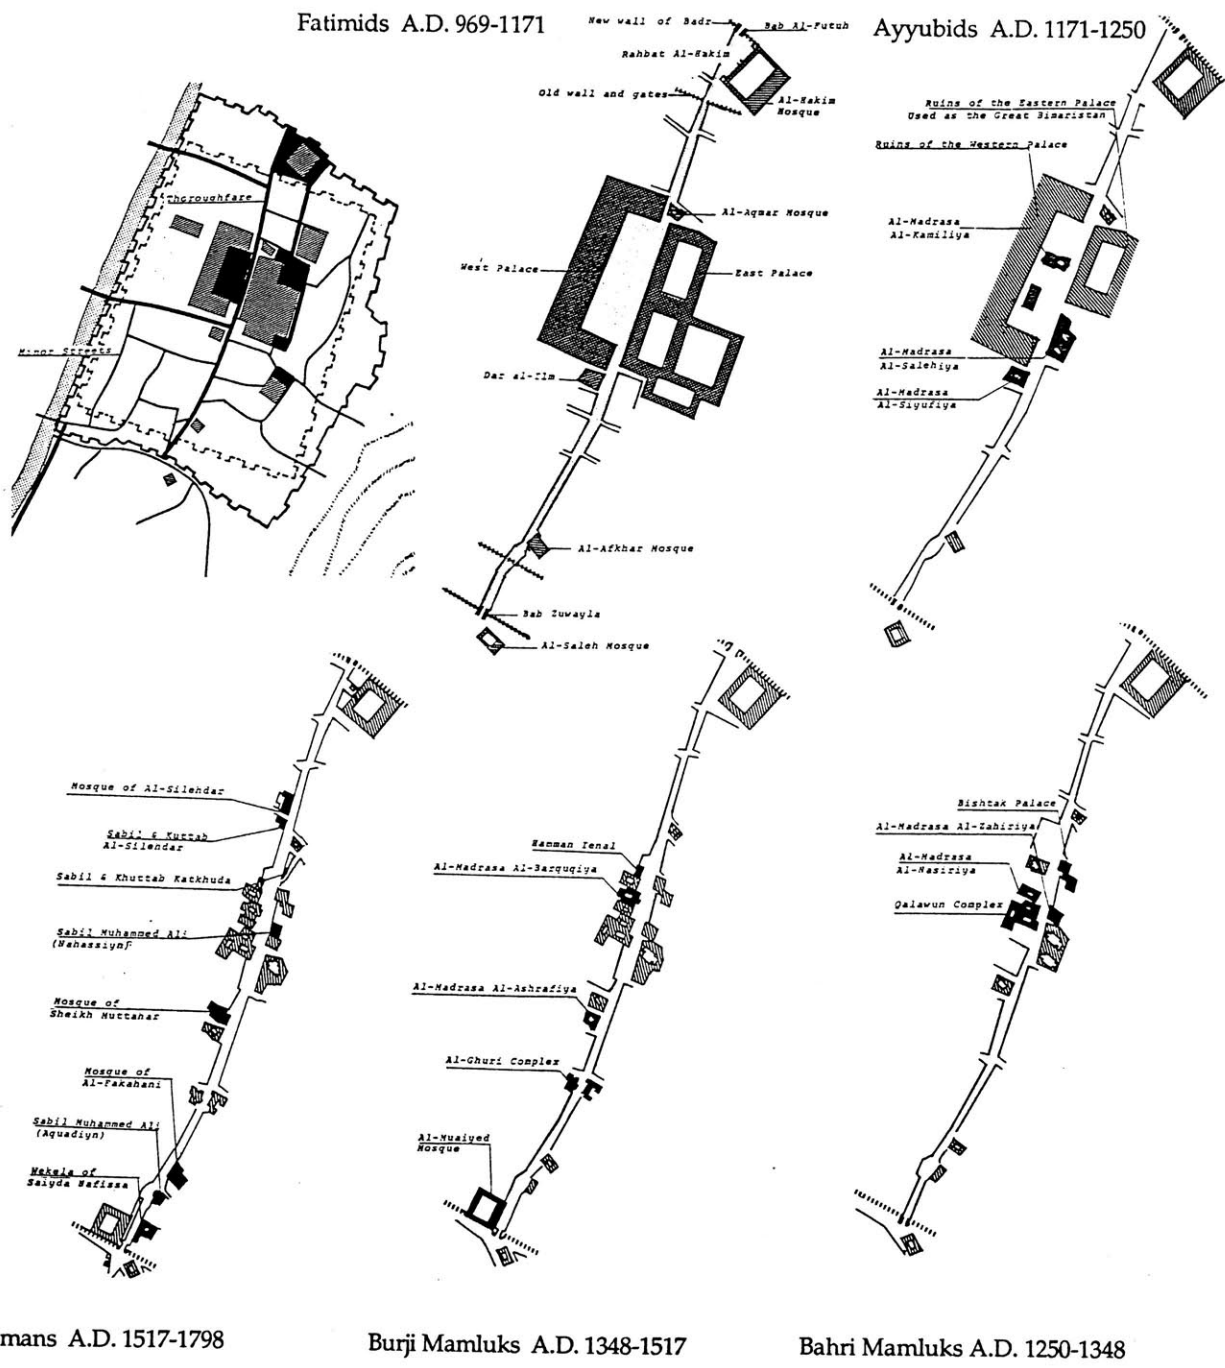 Fatimids A.D. 969-1171
Ayyubids A.D. 1171-1250
Thoroughfare
Minor Streets
New wall of Badr
Bab Al-Futuh
Rahbat Al-Hakim
Old wall and gates
Al-Hakim
Mosque
Al-Aqmar Mosque
West Palace
East Palace
Dar al-Ilm
Al-Afkhar Mosque
Bab Zuwayla
Al-Saleh Mosque
Ruins of the Eastern Palace
Used as the Great Bimaristan
Ruins of the Western Palace
Al-Madrasa
Al-Kamiliya
Al-Madrasa
Al-Salehiya
Al-Madrasa
Al-Siyufiya
Mosque of Al-Silehdar
Sabil & Kuttab
Al-Silehdar
Sabil & Khuttab Katkhuda
Sabil Muhammed Ali
(Nahassiyn)
Mosque of
Sheikh Muttahar
Mosque of
Al-Fakahani
Sabil Muhammed Ali
(Aquadiyn)
Wekela of
Saiyda Nafissa
Hamman Ienal
Al-Madrasa Al-Barquqiya
Al-Madrasa Al-Ashrafiya
Al-Ghuri Complex
Al-Muaiyed
Mosque
Bishtak Palace
Al-Madrasa Al-Zahiriya
Al-Madrasa
Al-Nasiriya
Qalawun Complex
mans A.D. 1517-1798
Burji Mamluks A.D. 1348-1517
Bahri Mamluks A.D. 1250-1348